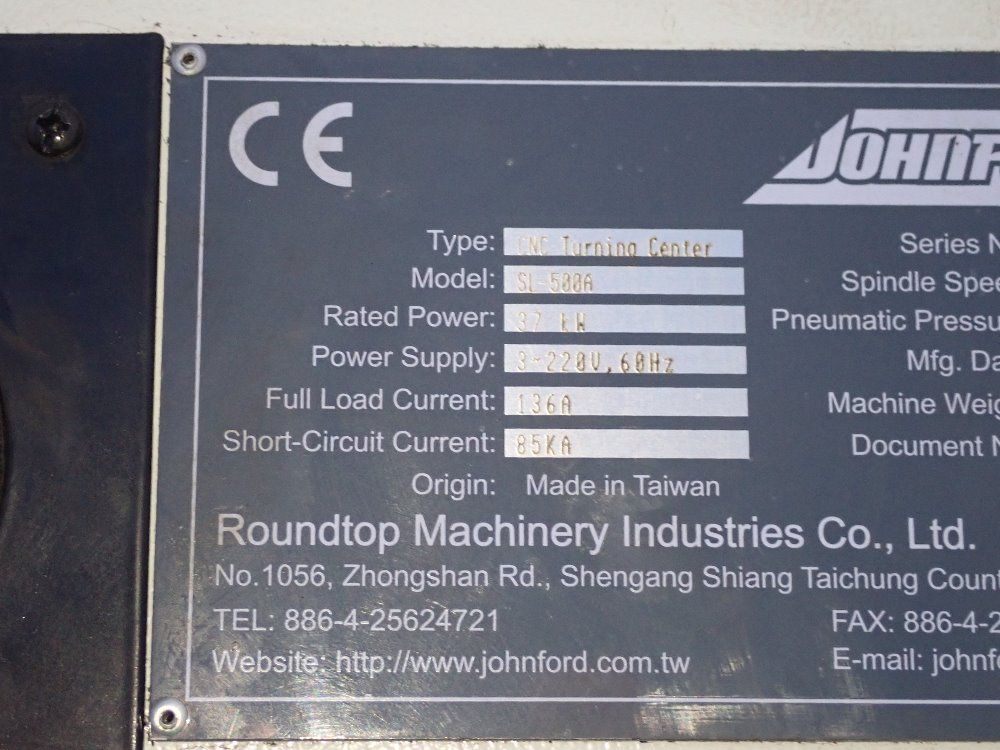 CE
JOHNF
Type: CNC Turning Center Series N
Model: SL-500A Spindle Spee
Rated Power: 37 kW Pneumatic Pressu
Power Supply: 3~220V, 60Hz Mfg. Da
Full Load Current: 136A Machine Weig
Short-Circuit Current: 85KA Document N
Origin: Made in Taiwan
Roundtop Machinery Industries Co., Ltd.
No.1056, Zhongshan Rd., Shengang Shiang Taichung Count
TEL: 886-4-25624721 FAX: 886-4-2
Website: http://www.johnford.com.tw E-mail: johnfo